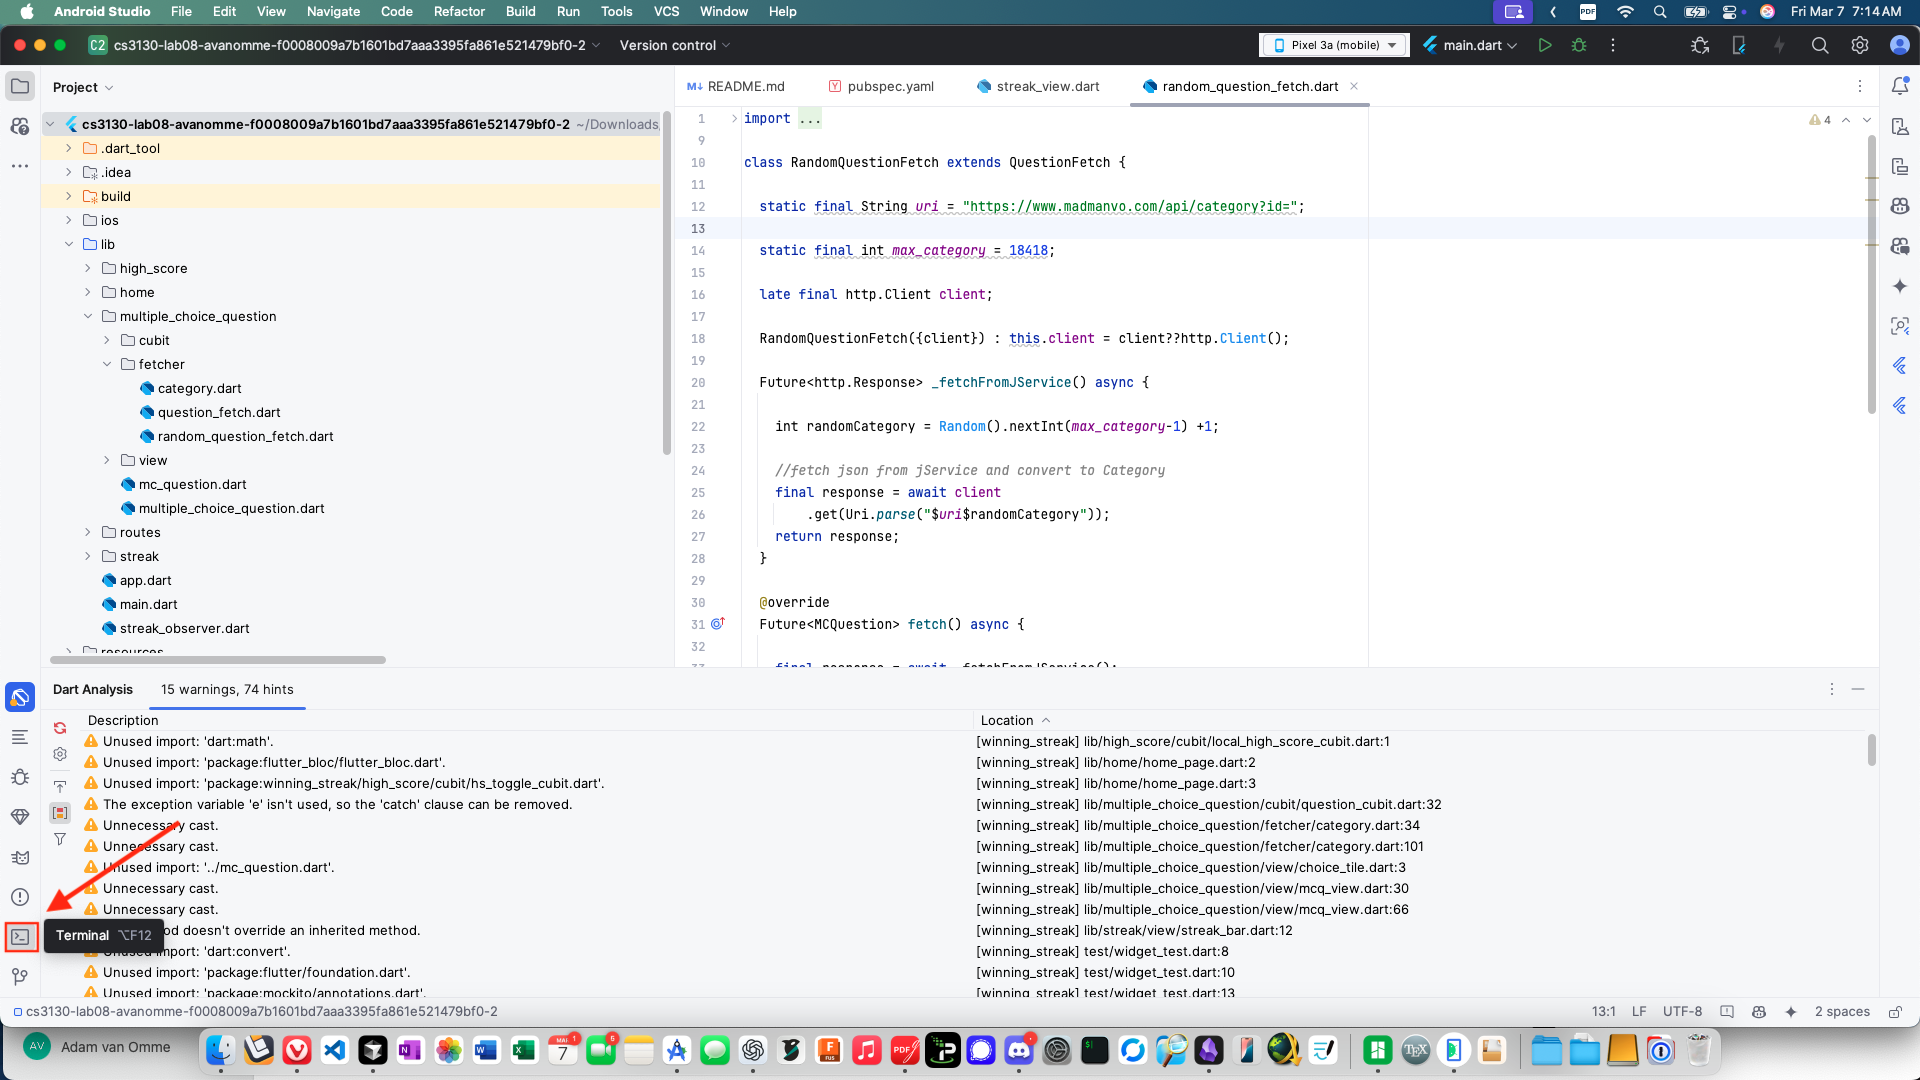 Android Studio File Edit View Navigate Code Refactor Build Run Tools VCS Window Help
PDF
Fri Mar 7 7:14 AM
C2 cs3130-lab08-avanomme-f0008009a7b1601bd7aaa3395fa861e521479bf0-2 Version control
Pixel 3a (mobile) main.dart
Project
README.md pubspec.yaml streak_view.dart random_question_fetch.dart
cs3130-lab08-avanomme-f0008009a7b1601bd7aaa3395fa861e521479bf0-2 ~/Downloads
.dart_tool
.idea
build
ios
lib
high_score
home
multiple_choice_question
cubit
fetcher
category.dart
question_fetch.dart
random_question_fetch.dart
view
mc_question.dart
multiple_choice_question.dart
routes
streak
app.dart
main.dart
streak_observer.dart
resources
4
1 import ...
9
10 class RandomQuestionFetch extends QuestionFetch {
11
12 static final String uri = "https://www.madmanvo.com/api/category?id=";
13
14 static final int max_category = 18418;
15
16 late final http.Client client;
17
18 RandomQuestionFetch({client}) : this.client = client??http.Client();
19
20 Future<http.Response> _fetchFromJService() async {
21
22 int randomCategory = Random().nextInt(max_category-1) +1;
23
24 //fetch json from jService and convert to Category
25 final response = await client
26 .get(Uri.parse("$uri$randomCategory"));
27 return response;
28 }
29
30 @override
31 Future<MCQuestion> fetch() async {
32
33 final response = await _fetchFromJService();
Dart Analysis 15 warnings, 74 hints
Description Location
Unused import: 'dart:math'. [winning_streak] lib/high_score/cubit/local_high_score_cubit.dart:1
Unused import: 'package:flutter_bloc/flutter_bloc.dart'. [winning_streak] lib/home/home_page.dart:2
Unused import: 'package:winning_streak/high_score/cubit/hs_toggle_cubit.dart'. [winning_streak] lib/home/home_page.dart:3
The exception variable 'e' isn't used, so the 'catch' clause can be removed. [winning_streak] lib/multiple_choice_question/cubit/question_cubit.dart:32
Unnecessary cast. [winning_streak] lib/multiple_choice_question/fetcher/category.dart:34
Unnecessary cast. [winning_streak] lib/multiple_choice_question/fetcher/category.dart:101
Unused import: '../mc_question.dart'. [winning_streak] lib/multiple_choice_question/view/choice_tile.dart:3
Unnecessary cast. [winning_streak] lib/multiple_choice_question/view/mcq_view.dart:30
Unnecessary cast. [winning_streak] lib/multiple_choice_question/view/mcq_view.dart:66
Terminal ⌥F12 od doesn't override an inherited method. [winning_streak] lib/streak/view/streak_bar.dart:12
Unused import: 'dart:convert'. [winning_streak] test/widget_test.dart:8
Unused import: 'package:flutter/foundation.dart'. [winning_streak] test/widget_test.dart:10
Unused import: 'package:mockito/annotations.dart'. [winning_streak] test/widget_test.dart:13
cs3130-lab08-avanomme-f0008009a7b1601bd7aaa3395fa861e521479bf0-2 13:1 LF UTF-8 2 spaces
AV Adam van Omme